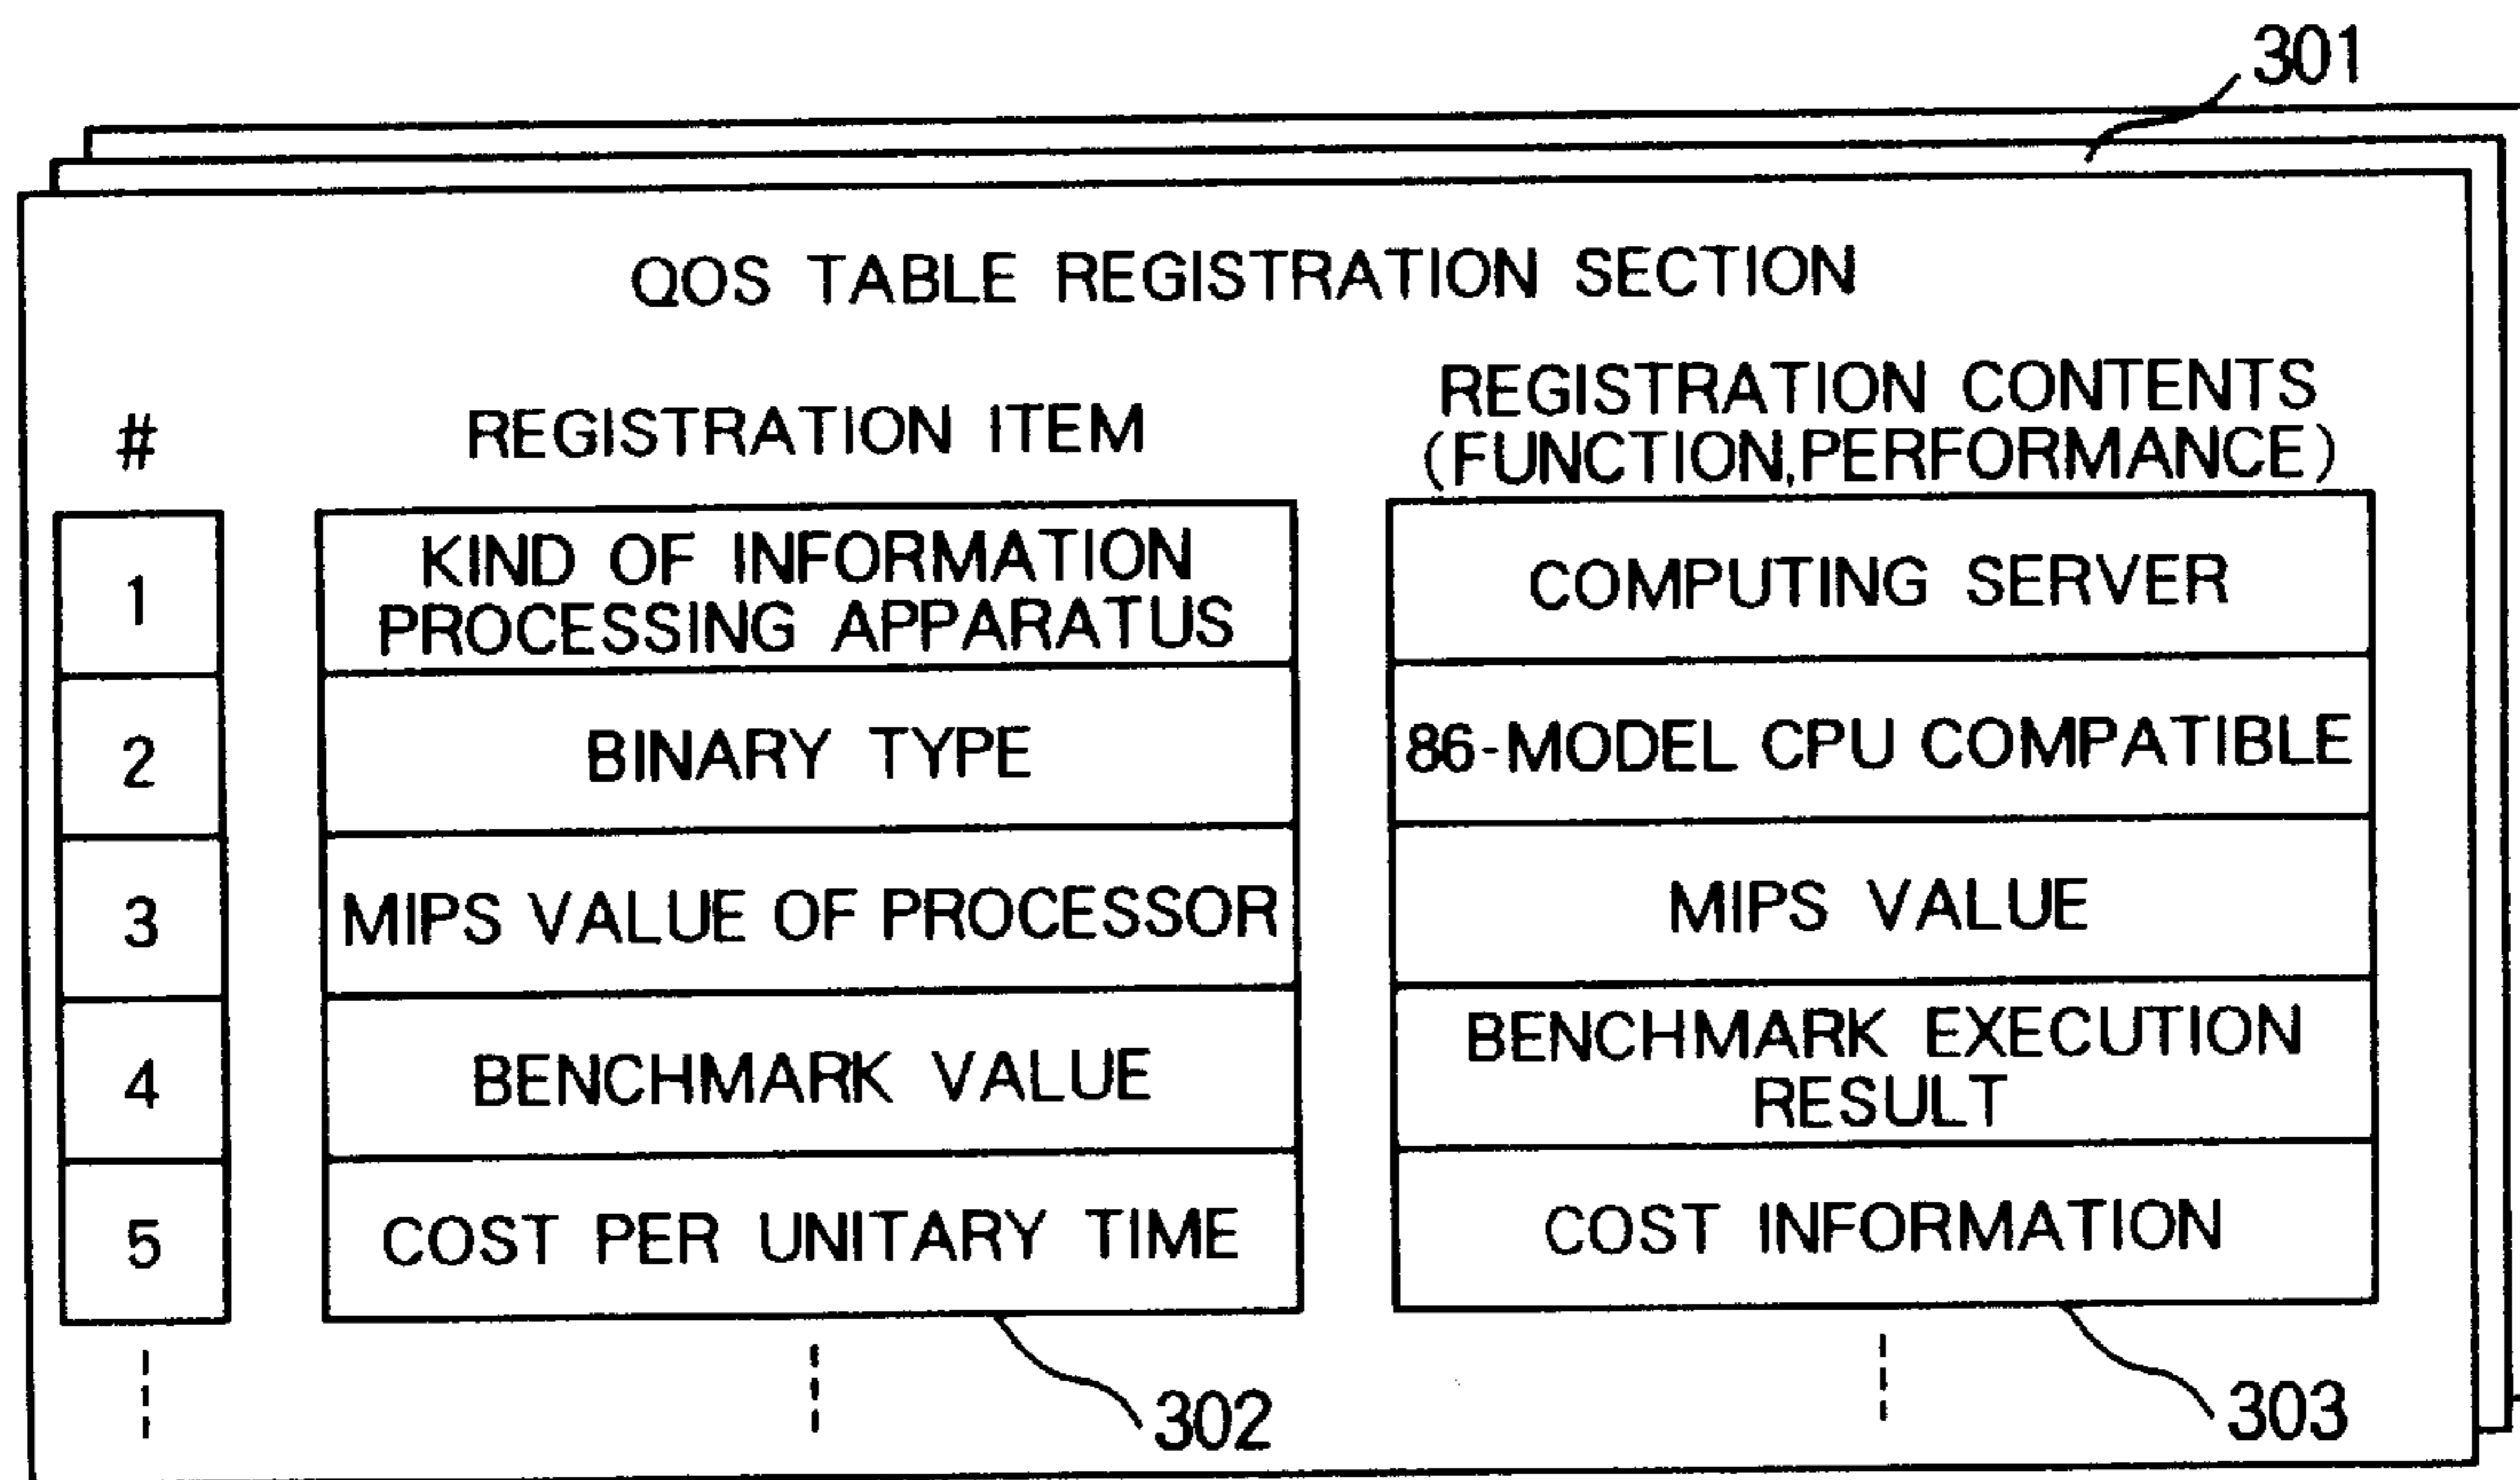 301
QOS TABLE REGISTRATION SECTION
# REGISTRATION ITEM REGISTRATION CONTENTS
(FUNCTION,PERFORMANCE)
1 KIND OF INFORMATION
PROCESSING APPARATUS COMPUTING SERVER
2 BINARY TYPE 86-MODEL CPU COMPATIBLE
3 MIPS VALUE OF PROCESSOR MIPS VALUE
4 BENCHMARK VALUE BENCHMARK EXECUTION
RESULT
5 COST PER UNITARY TIME COST INFORMATION
302 303